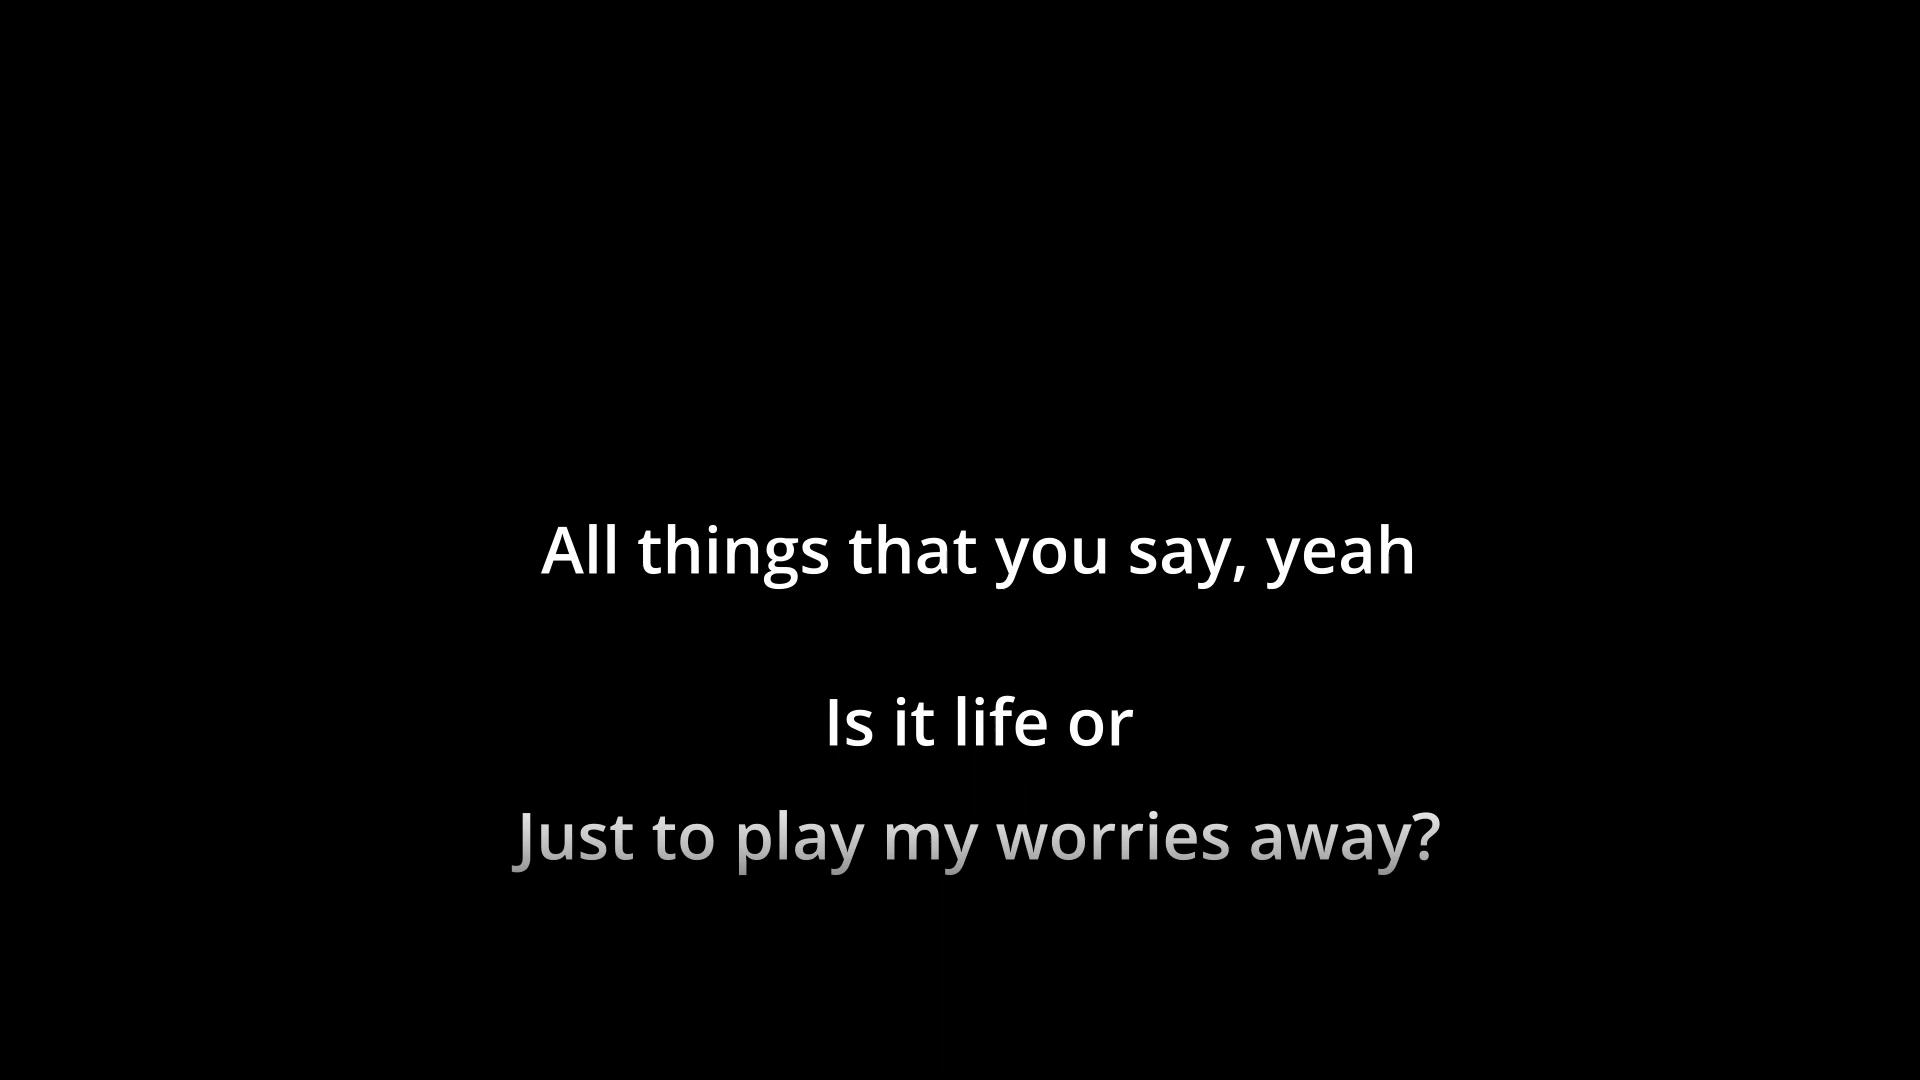 All things that you say, yeah
Is it life or
Just to play my worries away?